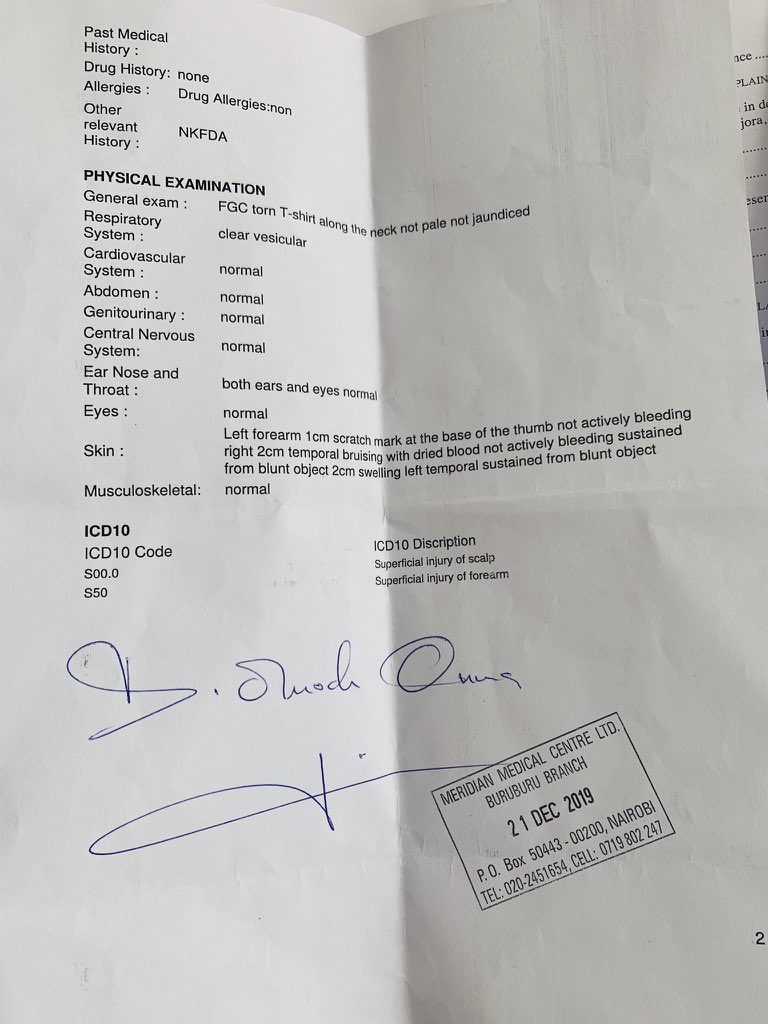 Past Medical
History :
Drug History: none
Allergies : Drug Allergies:non
Other
relevant
History : NKFDA
PHYSICAL EXAMINATION
General exam : FGC torn T-shirt along the neck not pale not jaundiced
Respiratory
System : clear vesicular
Cardiovascular
System : normal
Abdomen : normal
Genitourinary : normal
Central Nervous
System: normal
Ear Nose and
Throat : both ears and eyes normal
Eyes : normal
Skin : Left forearm 1cm scratch mark at the base of the thumb not actively bleeding
right 2cm temporal bruising with dried blood not actively bleeding sustained
from blunt object 2cm swelling left temporal sustained from blunt object
Musculoskeletal: normal
ICD10
ICD10 Code ICD10 Discription
S00.0 Superficial injury of scalp
S50 Superficial injury of forearm
MERIDIAN MEDICAL CENTRE LTD.
BURUBURU BRANCH
21 DEC 2019
P.O. Box 50443 - 00200, NAIROBI
TEL: 020-2451654, CELL: 0719 802 247
2
in